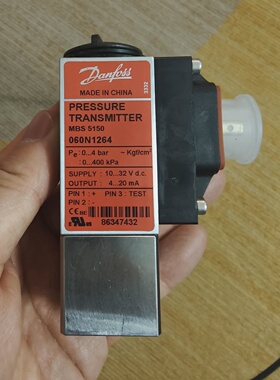 Danfoss
MADE IN CHINA
3332
PRESSURE
TRANSMITTER
MBS 5150
060N1264
Pe: 0...4 bar ~ Kgf/cm²
0...400 kPa
SUPPLY : 10...32 V d.c.
OUTPUT : 4...20 mA
PIN 1 : + PIN 3 : TEST
PIN 2 : -
86347432